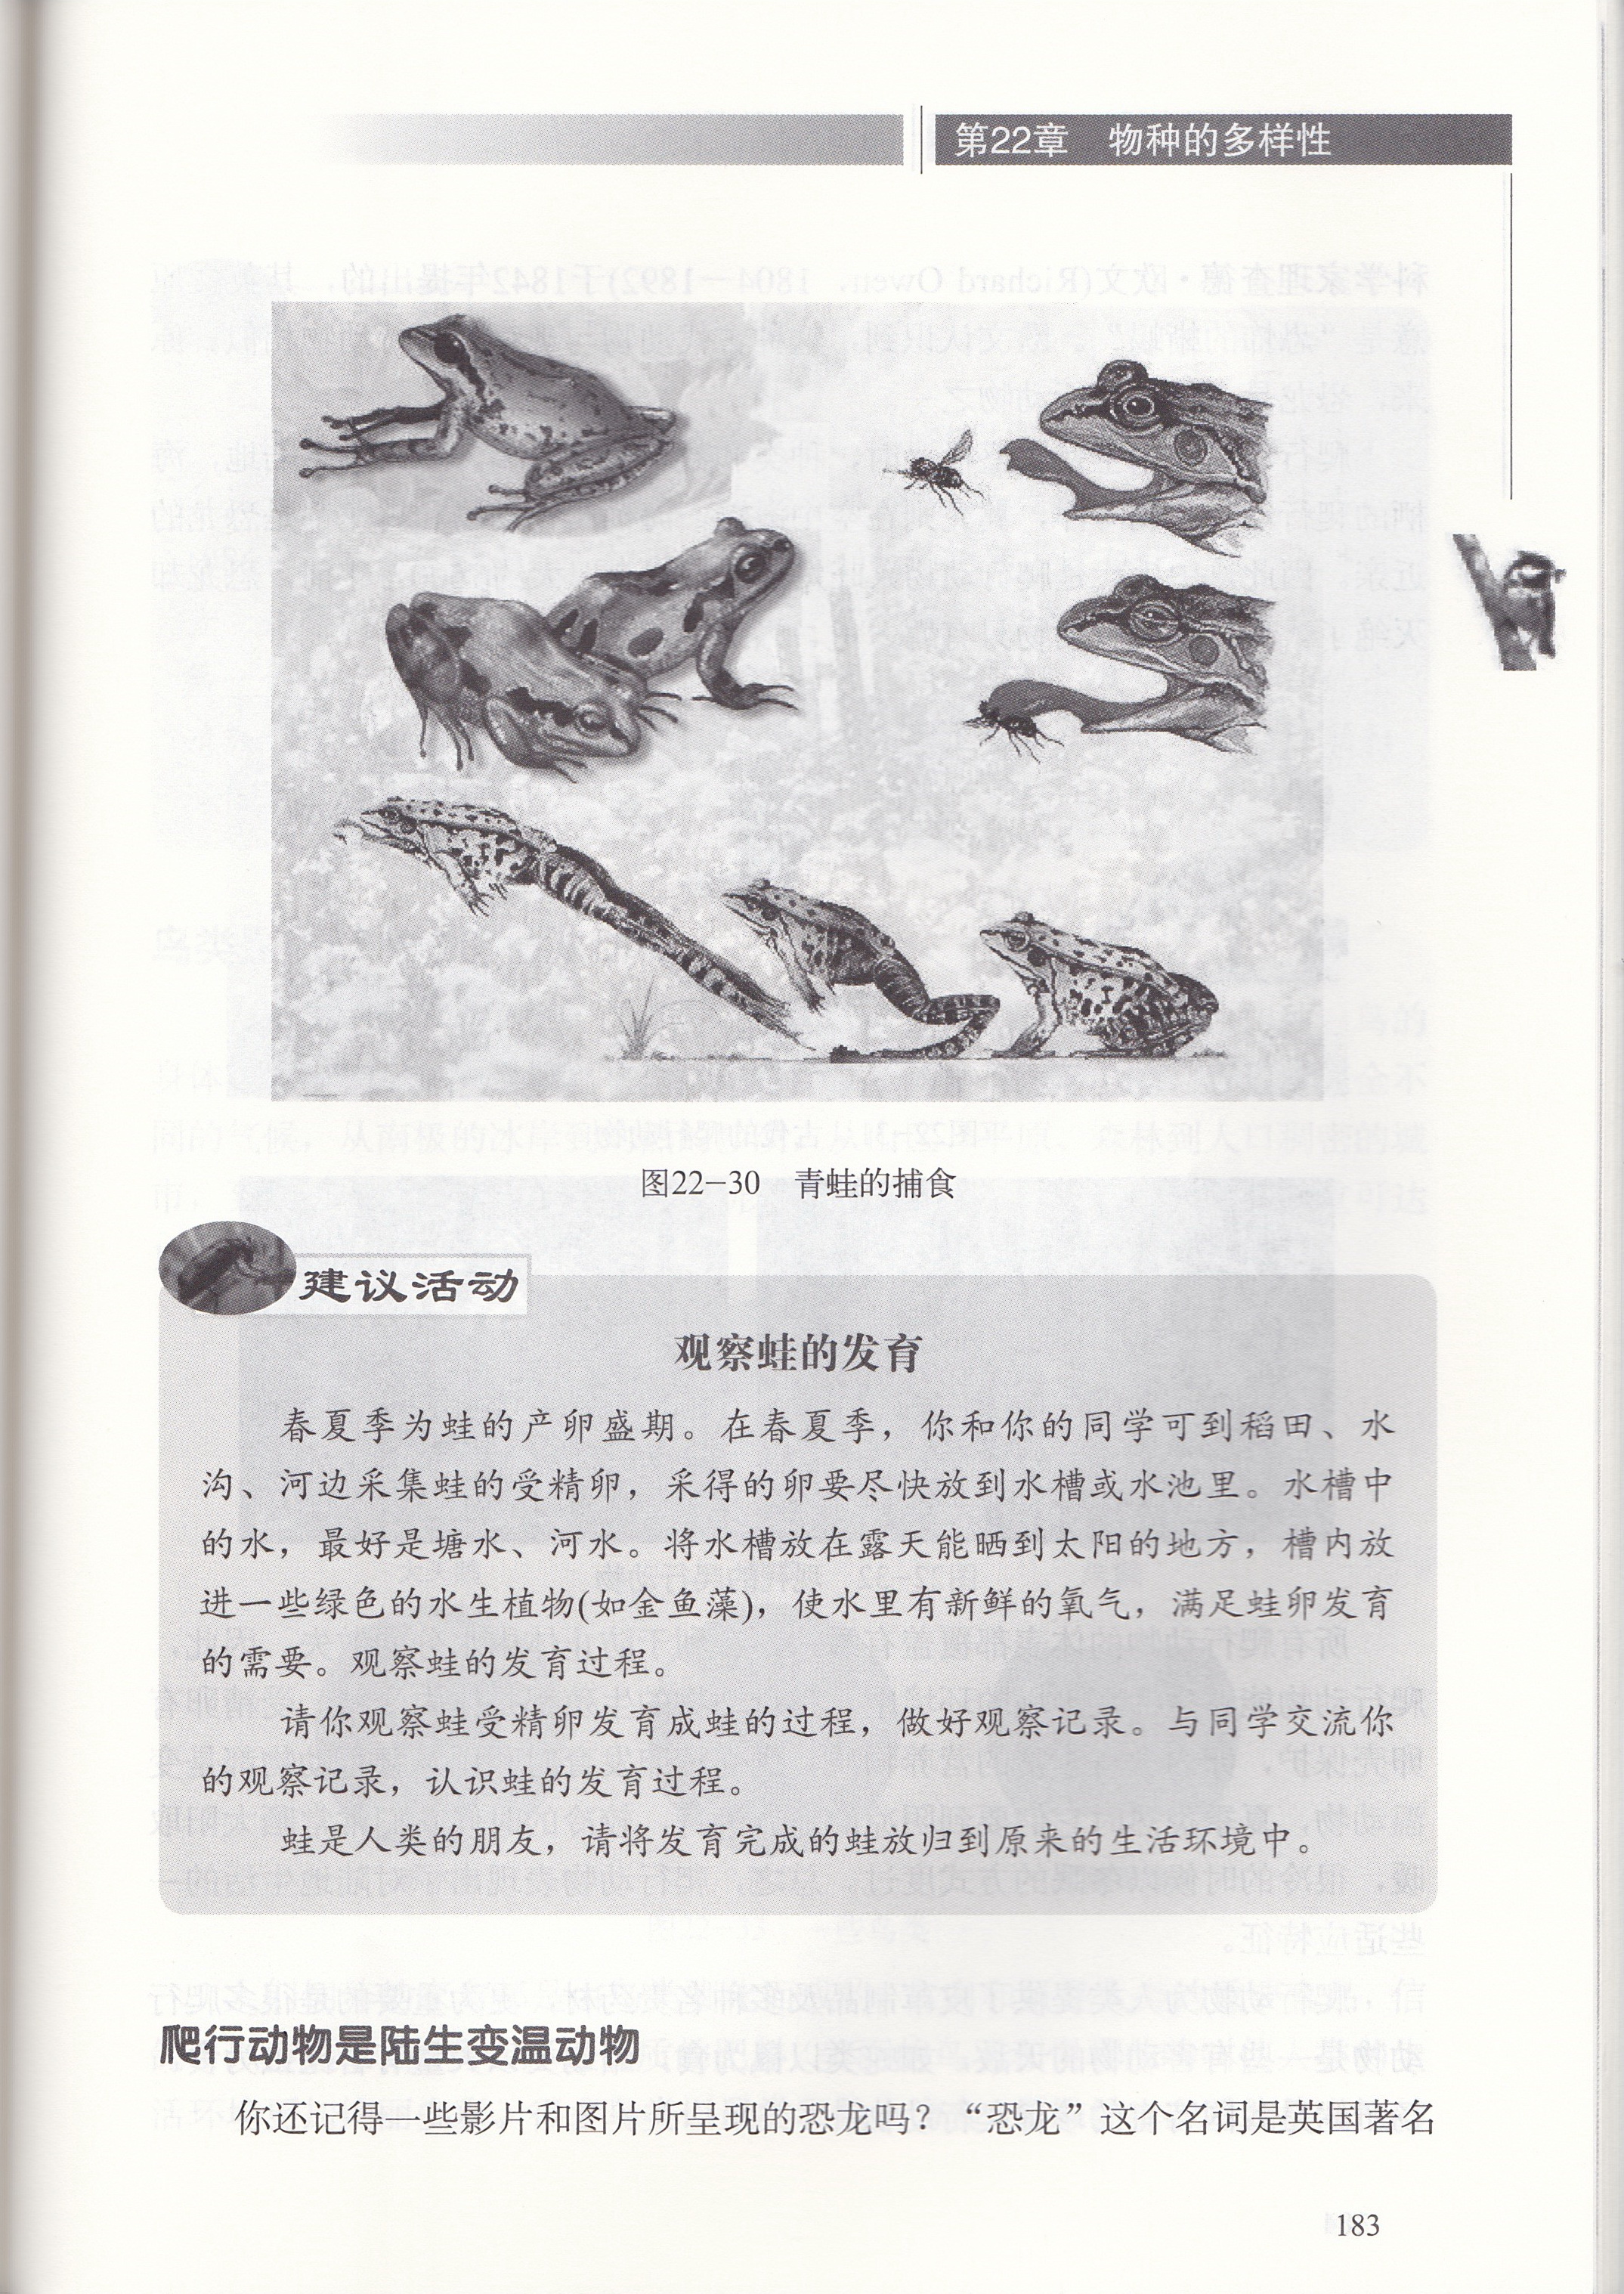 第22章　物种的多样性
图22-30　青蛙的捕食
建议活动
观察蛙的发育
春夏季为蛙的产卵盛期。在春夏季，你和你的同学可到稻田、水
沟、河边采集蛙的受精卵，采得的卵要尽快放到水槽或水池里。水槽中
的水，最好是塘水、河水。将水槽放在露天能晒到太阳的地方，槽内放
进一些绿色的水生植物(如金鱼藻)，使水里有新鲜的氧气，满足蛙卵发育
的需要。观察蛙的发育过程。
请你观察蛙受精卵发育成蛙的过程，做好观察记录。与同学交流你
的观察记录，认识蛙的发育过程。
蛙是人类的朋友，请将发育完成的蛙放归到原来的生活环境中。
爬行动物是陆生变温动物
你还记得一些影片和图片所呈现的恐龙吗？“恐龙”这个名词是英国著名
183